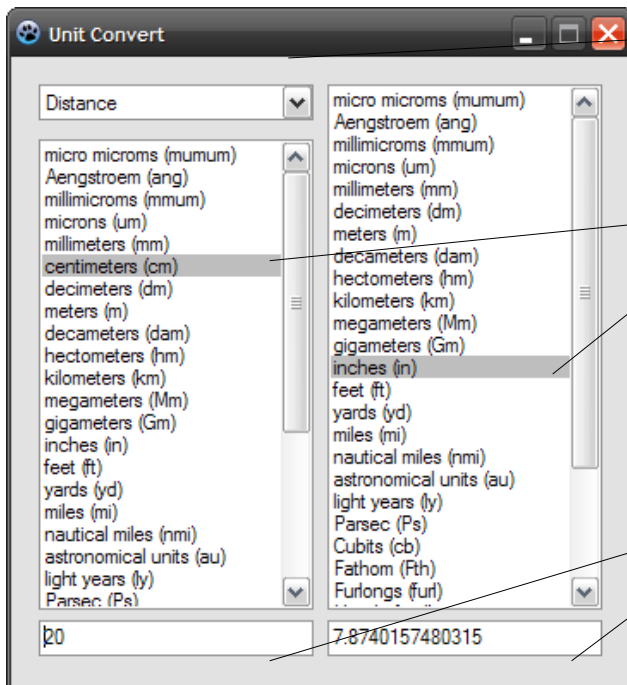 Unit Convert
Distance
micro microms (mumum)
Aengstroem (ang)
millimicroms (mmum)
microns (um)
millimeters (mm)
centimeters (cm)
decimeters (dm)
meters (m)
decameters (dam)
hectometers (hm)
kilometers (km)
megameters (Mm)
gigameters (Gm)
inches (in)
feet (ft)
yards (yd)
miles (mi)
nautical miles (nmi)
astronomical units (au)
light years (ly)
Parsec (Ps)
20
micro microms (mumum)
Aengstroem (ang)
millimicroms (mmum)
microns (um)
millimeters (mm)
decimeters (dm)
meters (m)
decameters (dam)
hectometers (hm)
kilometers (km)
megameters (Mm)
gigameters (Gm)
inches (in)
feet (ft)
yards (yd)
miles (mi)
nautical miles (nmi)
astronomical units (au)
light years (ly)
Parsec (Ps)
Cubits (cb)
Fathom (Fth)
Furlongs (furl)
7.8740157480315